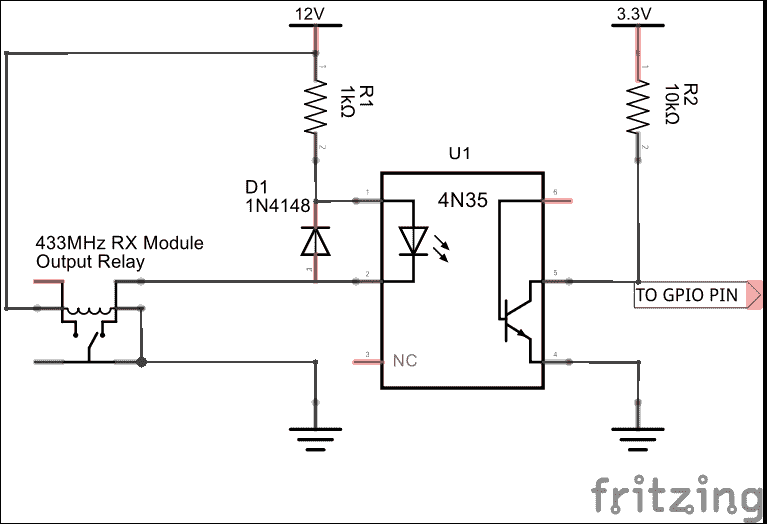 12V
3.3V
1
R1
1kΩ
2
1
R2
10kΩ
2
U1
D1
1N4148
1
4N35
6
433MHz RX Module
Output Relay
2
5
TO GPIO PIN
3
NC
4
fritzing